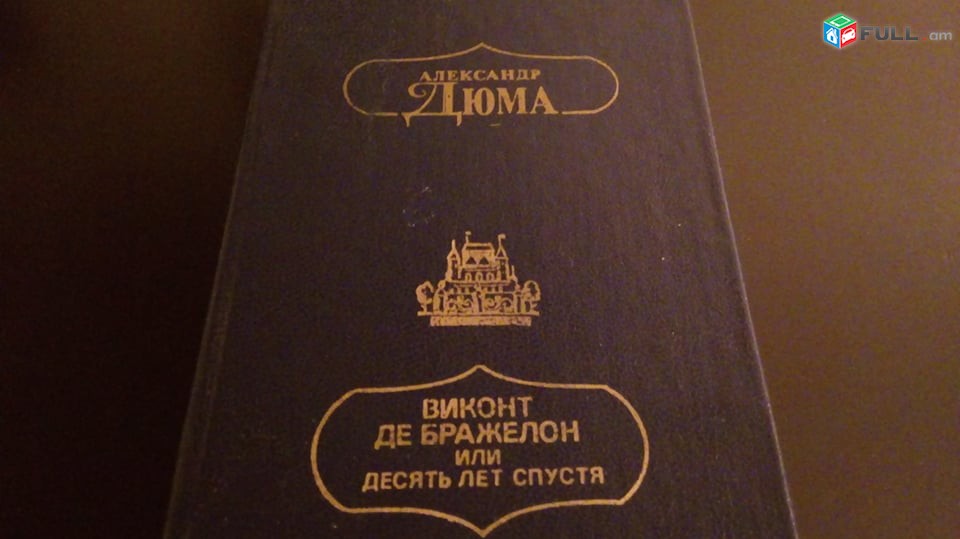 FULL am
АЛЕКСАНДР
ДЮМА
ВИКОНТ
ДЕ БРАЖЕЛОН
ИЛИ
ДЕСЯТЬ ЛЕТ СПУСТЯ